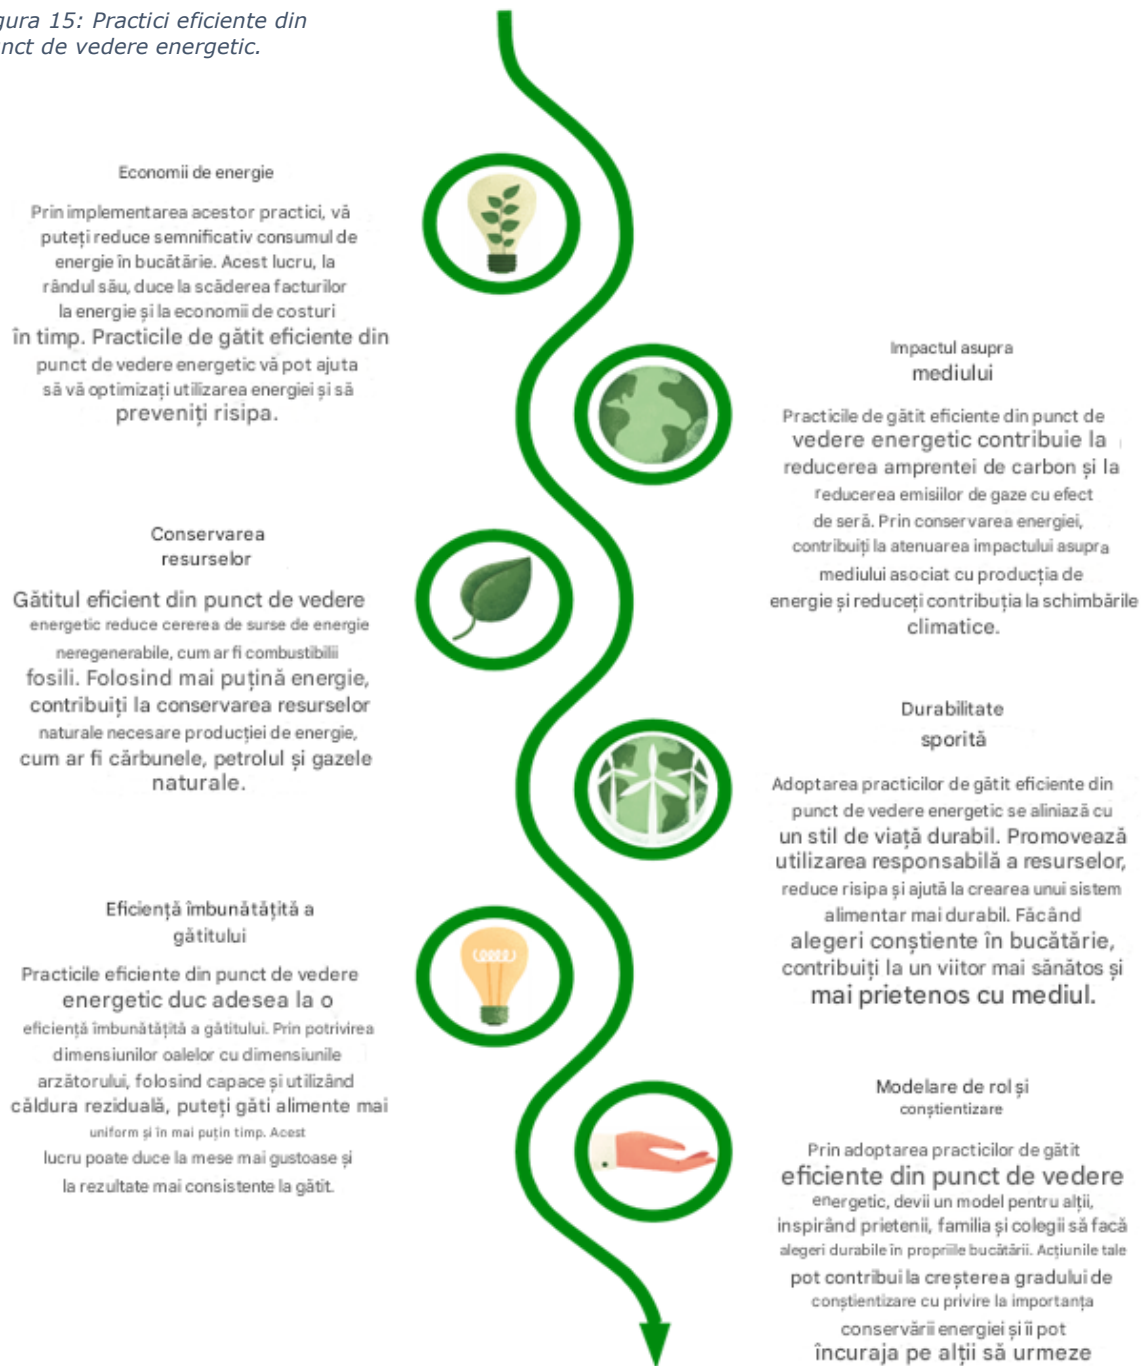 gura 15: Practici eficiente din
nct de vedere energetic.
Economii de energie
Prin implementarea acestor practici, vă
puteți reduce semnificativ consumul de
energie în bucătărie. Acest lucru, la
rândul său, duce la scăderea facturilor
la energie și la economii de costuri
în timp. Practicile de gătit eficiente din
punct de vedere energetic vă pot ajuta
să vă optimizați utilizarea energiei și să
preveniți risipa.
Impactul asupra
mediului
Practicile de gătit eficiente din punct de
vedere energetic contribuie la
reducerea amprentei de carbon și la
reducerea emisiilor de gaze cu efect
de seră. Prin conservarea energiei,
contribuiți la atenuarea impactului asupra
mediului asociat cu producția de
energie și reduceți contribuția la schimbările
climatice.
Conservarea
resurselor
Gătitul eficient din punct de vedere
energetic reduce cererea de surse de energie
neregenerabile, cum ar fi combustibilii
fosili. Folosind mai puțină energie,
contribuiți la conservarea resurselor
naturale necesare producției de energie,
cum ar fi cărbunele, petrolul și gazele
naturale.
Durabilitate
sporită
Adoptarea practicilor de gătit eficiente din
punct de vedere energetic se aliniază cu
un stil de viață durabil. Promovează
utilizarea responsabilă a resurselor,
reduce risipa și ajută la crearea unui sistem
alimentar mai durabil. Făcând
alegeri conștiente în bucătărie,
contribuiți la un viitor mai sănătos și
mai prietenos cu mediul.
Eficiență îmbunătățită a
gătitului
Practicile eficiente din punct de vedere
energetic duc adesea la o
eficiență îmbunătățită a gătitului. Prin potrivirea
dimensiunilor oalelor cu dimensiunile
arzătorului, folosind capace și utilizând
căldura reziduală, puteți găti alimente mai
uniform și în mai puțin timp. Acest
lucru poate duce la mese mai gustoase și
la rezultate mai consistente la gătit.
Modelare de rol și
conștientizare
Prin adoptarea practicilor de gătit
eficiente din punct de vedere
energetic, devii un model pentru alții,
inspirând prietenii, familia și colegii să facă
alegeri durabile în propriile bucătării. Acțiunile tale
pot contribui la creșterea gradului de
conștientizare cu privire la importanța
conservării energiei și îi pot
încuraja pe alții să urmeze